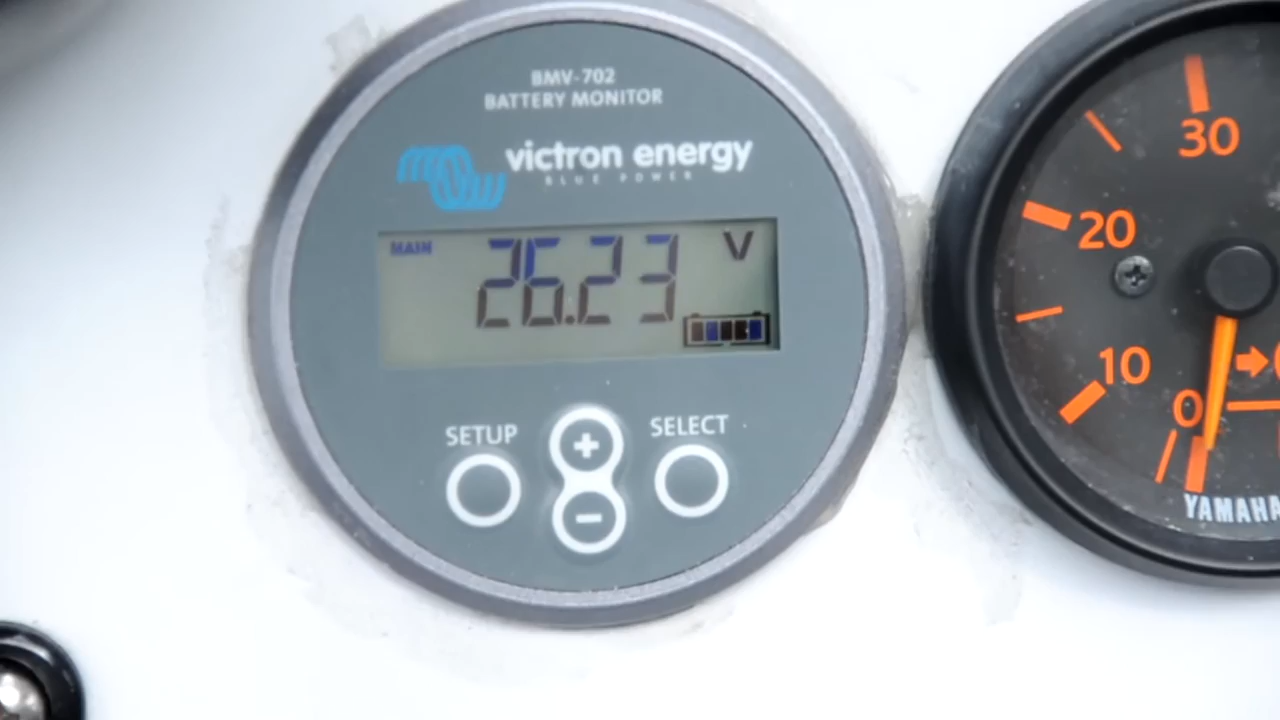 BMV-702
BATTERY MONITOR
victron energy
BLUE POWER
MAIN
26.23 V
SETUP
+
SELECT
−
30
20
10
0
YAMAHA